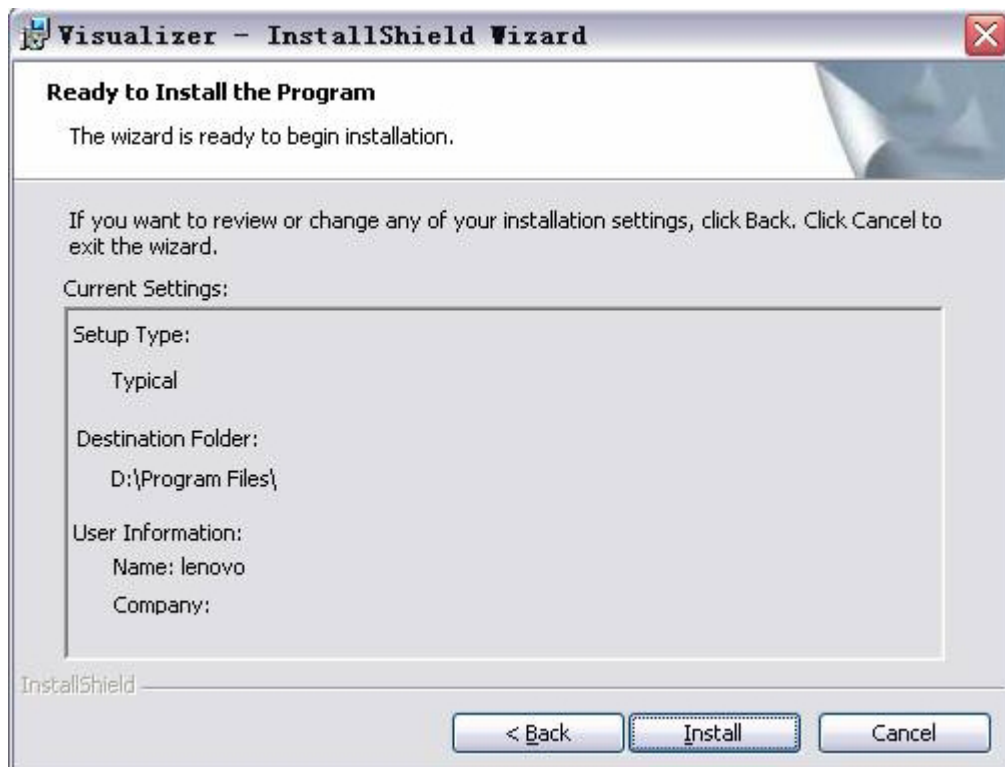 Visualizer - InstallShield Wizard
Ready to Install the Program
The wizard is ready to begin installation.
If you want to review or change any of your installation settings, click Back. Click Cancel to
exit the wizard.
Current Settings:
Setup Type:
Typical
Destination Folder:
D:\Program Files\
User Information:
Name: lenovo
Company:
InstallShield
< Back
Install
Cancel